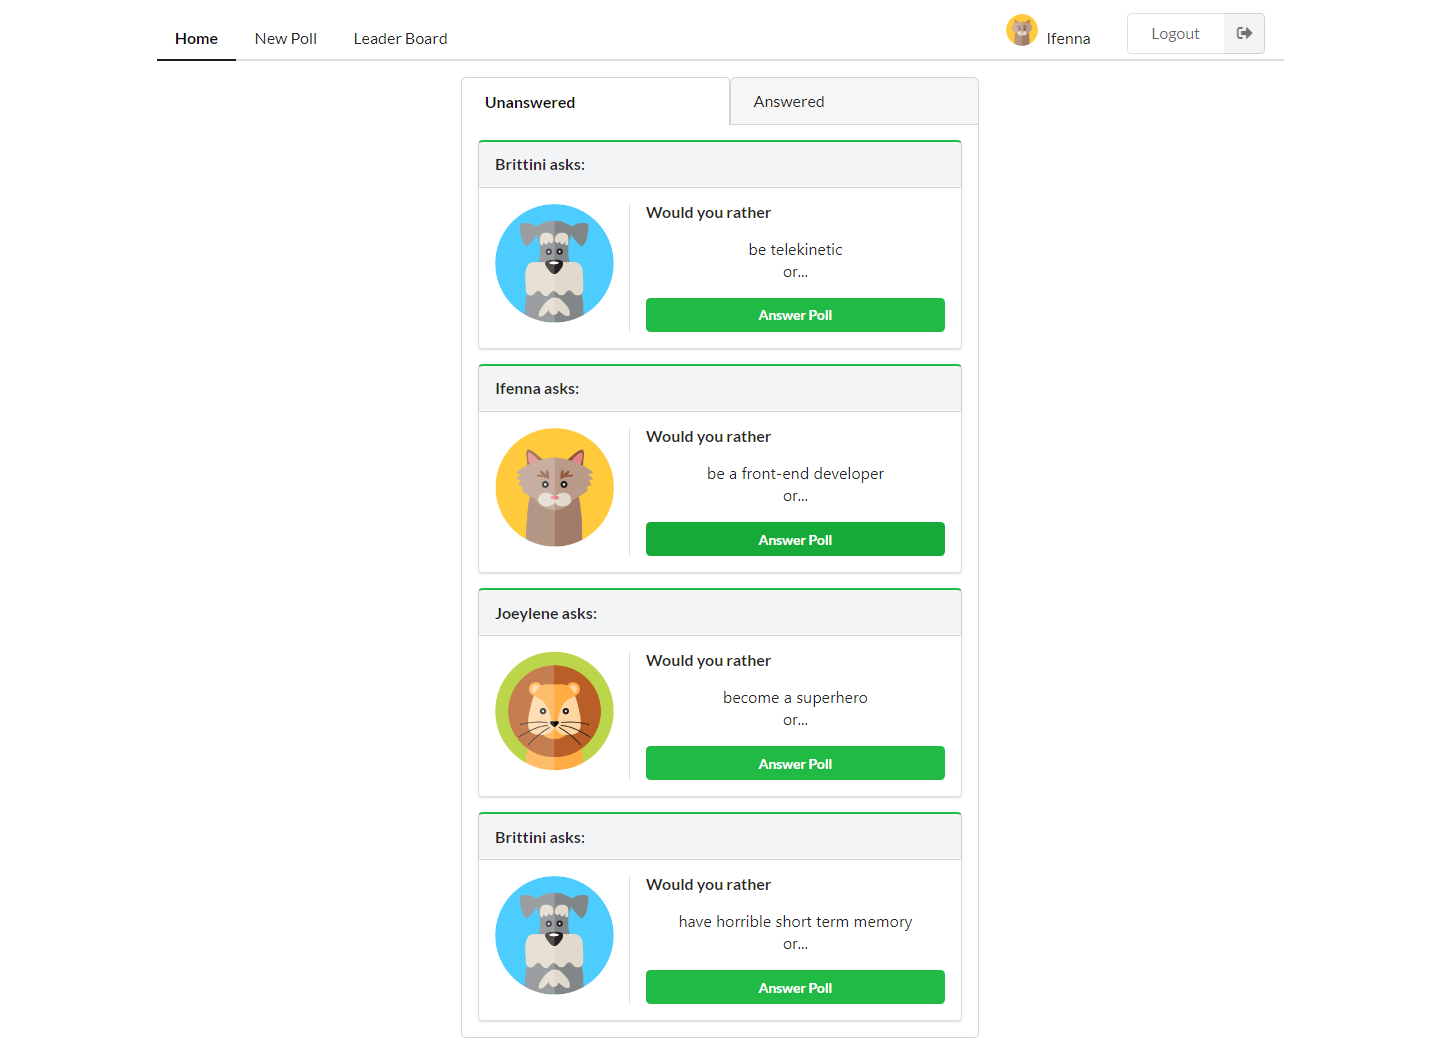 Home New Poll Leader Board Ifenna Logout
Unanswered Answered
Brittini asks:
Would you rather
be telekinetic
or...
Answer Poll
Ifenna asks:
Would you rather
be a front-end developer
or...
Answer Poll
Joeylene asks:
Would you rather
become a superhero
or...
Answer Poll
Brittini asks:
Would you rather
have horrible short term memory
or...
Answer Poll